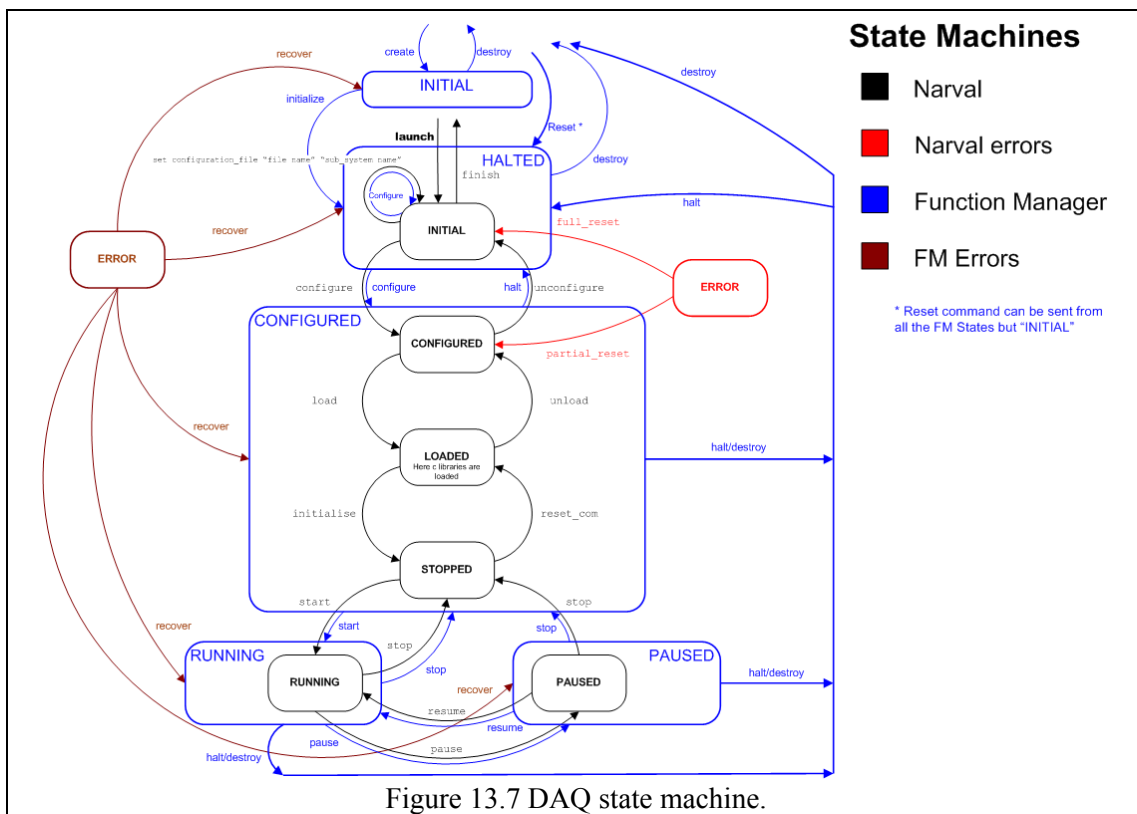 State Machines
Narval
Narval errors
Function Manager
FM Errors
* Reset command can be sent from
all the FM States but “INITIAL”
create
destroy
recover
INITIAL
initialize
destroy
launch
Reset *
set configuration_file “file name” “sub_system name”
HALTED
destroy
finish
Configure
halt
INITIAL
full_reset
recover
ERROR
ERROR
configure
configure
halt
unconfigure
CONFIGURED
CONFIGURED
partial_reset
load
unload
recover
LOADED
Here c libraries are
loaded
halt/destroy
initialise
reset_com
STOPPED
start
stop
start
stop
recover
stop
RUNNING
PAUSED
stop
RUNNING
recover
PAUSED
halt/destroy
resume
resume
pause
pause
halt/destroy
Figure 13.7 DAQ state machine.